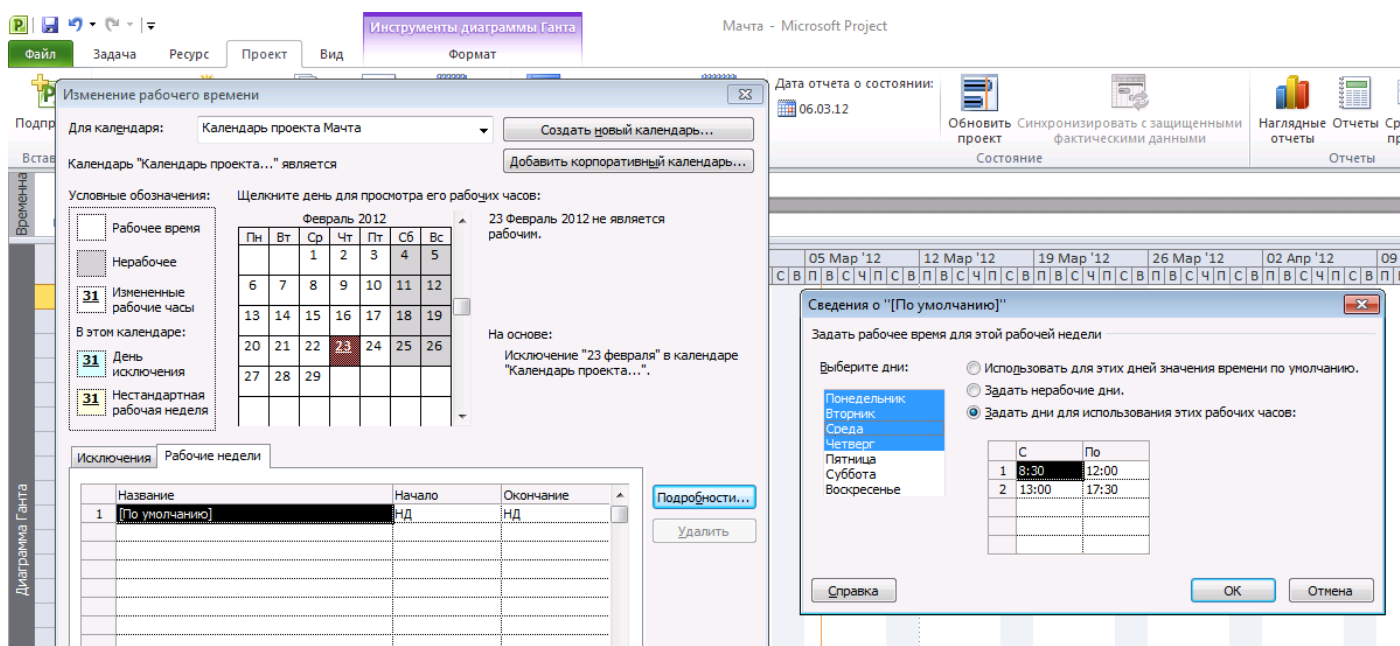 Инструменты диаграммы Ганта
Мачта - Microsoft Project
Файл Задача Ресурс Проект Вид Формат
Дата отчета о состоянии:
06.03.12
Обновить проект
Синхронизировать с защищенными фактическими данными
Состояние
Наглядные отчеты
Отчеты
Отчеты
Изменение рабочего времени
Для календаря: Календарь проекта Мачта
Создать новый календарь...
Календарь "Календарь проекта..." является
Добавить корпоративный календарь...
Условные обозначения:
Рабочее время
Нерабочее
31 Измененные
рабочие часы
В этом календаре:
31 День
исключения
31 Нестандартная
рабочая неделя
Щелкните день для просмотра его рабочих часов:
Февраль 2012
Пн Вт Ср Чт Пт Сб Вс
1 2 3 4 5
6 7 8 9 10 11 12
13 14 15 16 17 18 19
20 21 22 23 24 25 26
27 28 29
23 Февраль 2012 не является
рабочим.
На основе:
Исключение "23 февраля" в календаре
"Календарь проекта...".
Исключения Рабочие недели
Название Начало Окончание
1 [По умолчанию] НД НД
Подробности...
Удалить
Временна
Диаграмма Ганта
05 Мар '12 12 Мар '12 19 Мар '12 26 Мар '12 02 Апр '12 09
С В П В С Ч П С В П В С Ч П С В П В С Ч П С В П В С Ч П С В П В С Ч П С В П
Сведения о "[По умолчанию]"
Задать рабочее время для этой рабочей недели
Выберите дни:
Понедельник
Вторник
Среда
Четверг
Пятница
Суббота
Воскресенье
Использовать для этих дней значения времени по умолчанию.
Задать нерабочие дни.
Задать дни для использования этих рабочих часов:
С По
1 8:30 12:00
2 13:00 17:30
Справка
ОК
Отмена